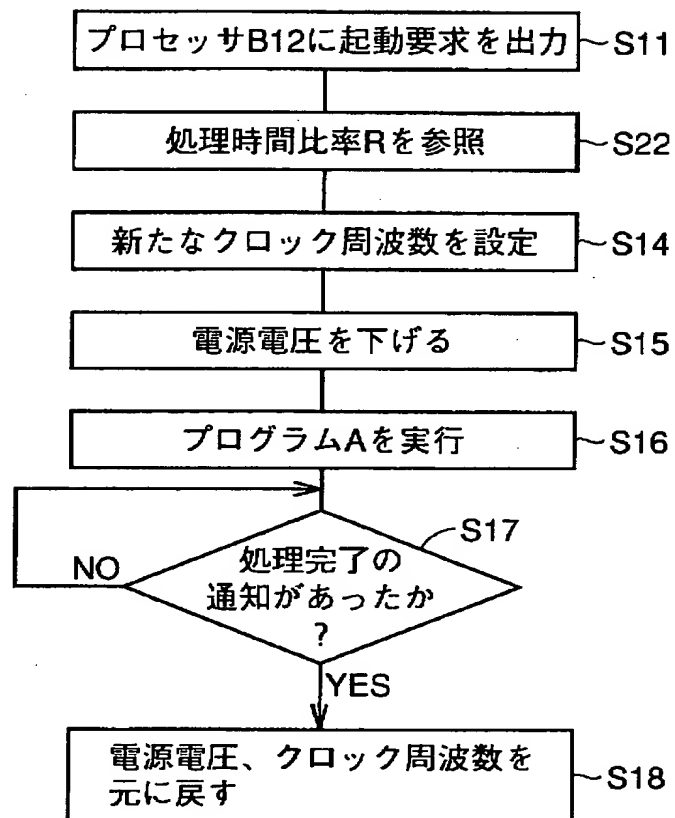 プロセッサB12に起動要求を出力 S11
処理時間比率Rを参照 S22
新たなクロック周波数を設定 S14
電源電圧を下げる S15
プログラムAを実行 S16
S17
処理完了の
通知があったか
?
NO
YES
電源電圧、クロック周波数を
元に戻す
S18